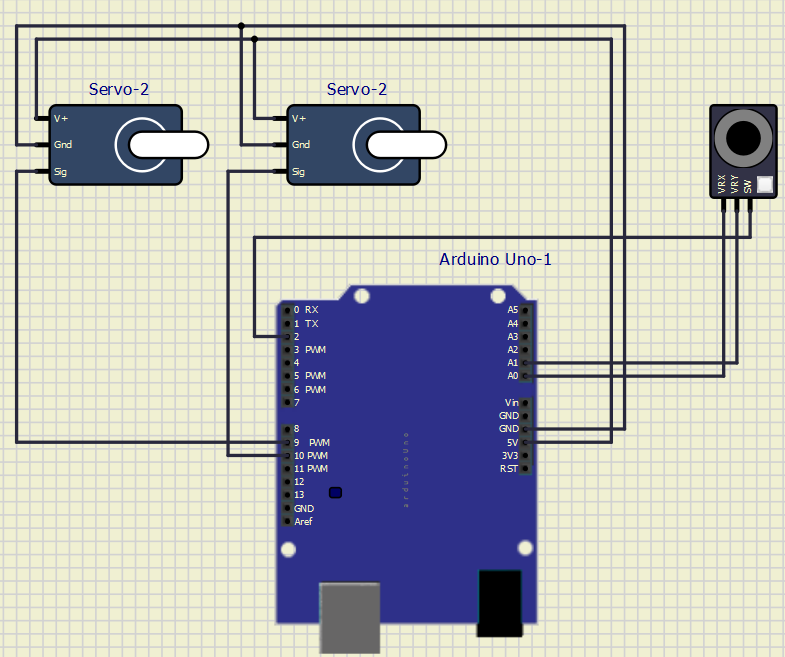 Servo-2
V+
Gnd
Sig
Servo-2
V+
Gnd
Sig
VRX
VRY
SW
Arduino Uno-1
0 RX
1 TX
2
3 PWM
4
5 PWM
6 PWM
7
8
9 PWM
10 PWM
11 PWM
12
13
GND
Aref
A5
A4
A3
A2
A1
A0
Vin
GND
GND
5V
3V3
RST
arduinoUno